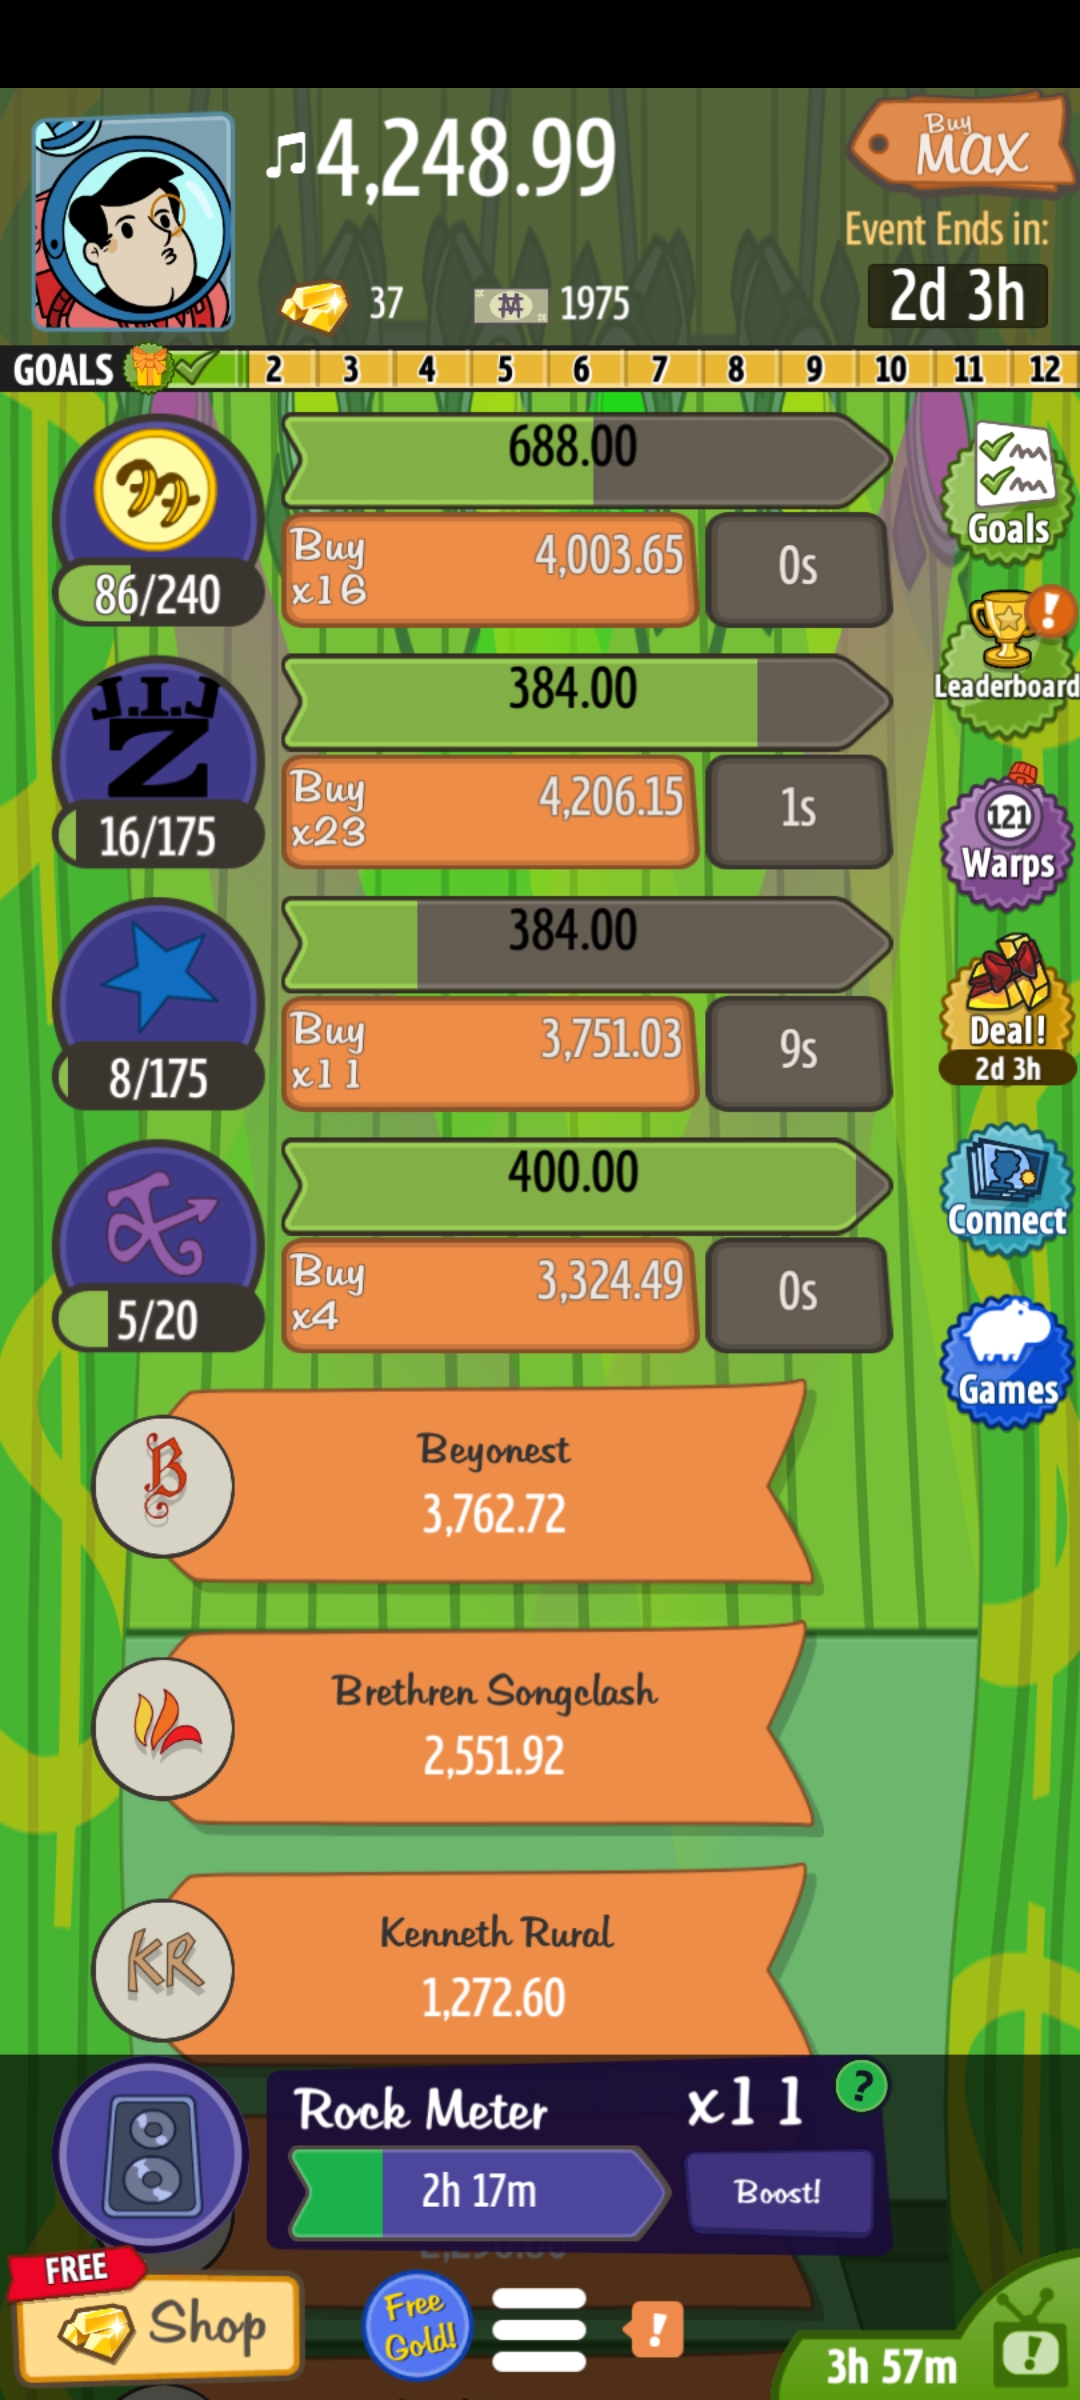 ♫4,248.99
Buy
MAX
Event Ends in:
37
1975
2d 3h
GOALS 2 3 4 5 6 7 8 9 10 11 12
688.00
Buy
x16
4,003.65
0s
86/240
Goals
J.I.J
Z
384.00
Buy
x23
4,206.15
1s
16/175
Leaderboard
121
Warps
384.00
Buy
x11
3,751.03
9s
8/175
Deal!
2d 3h
400.00
Buy
x4
3,324.49
0s
5/20
Connect
Games
B
Beyonest
3,762.72
Brethren Songclash
2,551.92
KR
Kenneth Rural
1,272.60
Rock Meter
x11
?
2h 17m
Boost!
FREE
Shop
Free
Gold!
!
3h 57m
!